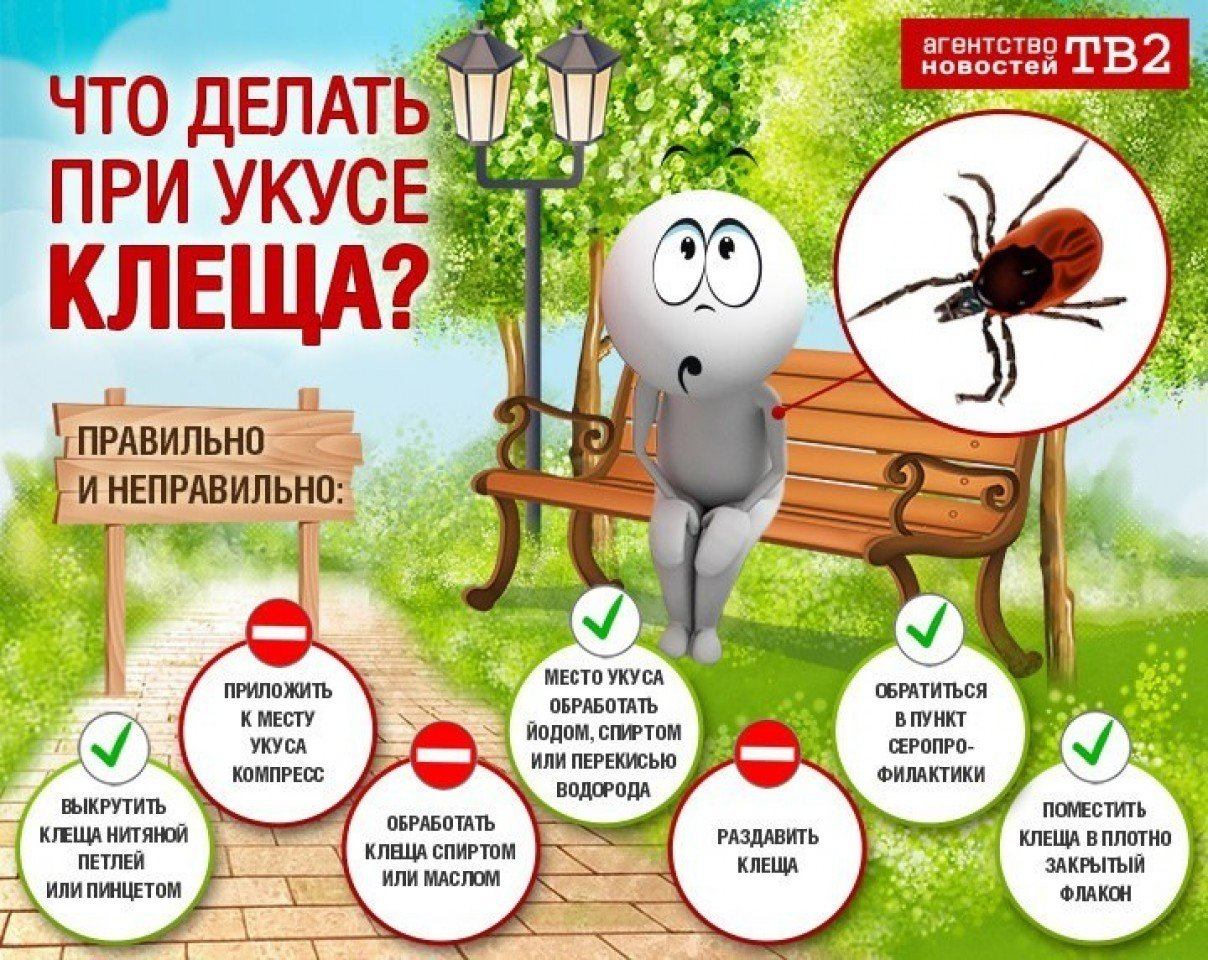 агентство
новостей ТВ2
ЧТО ДЕЛАТЬ
ПРИ УКУСЕ
КЛЕЩА?
ПРАВИЛЬНО
И НЕПРАВИЛЬНО:
ВЫКРУТИТЬ
КЛЕЩА НИТЯНОЙ
ПЕТЛЕЙ
ИЛИ ПИНЦЕТОМ
ПРИЛОЖИТЬ
К МЕСТУ
УКУСА
КОМПРЕСС
ОБРАБОТАТЬ
КЛЕЩА СПИРТОМ
ИЛИ МАСЛОМ
МЕСТО УКУСА
ОБРАБОТАТЬ
ЙОДОМ, СПИРТОМ
ИЛИ ПЕРЕКИСЬЮ
ВОДОРОДА
РАЗДАВИТЬ
КЛЕЩА
ОБРАТИТЬСЯ
В ПУНКТ
СЕРОПРО-
ФИЛАКТИКИ
ПОМЕСТИТЬ
КЛЕЩА В ПЛОТНО
ЗАКРЫТЫЙ
ФЛАКОН